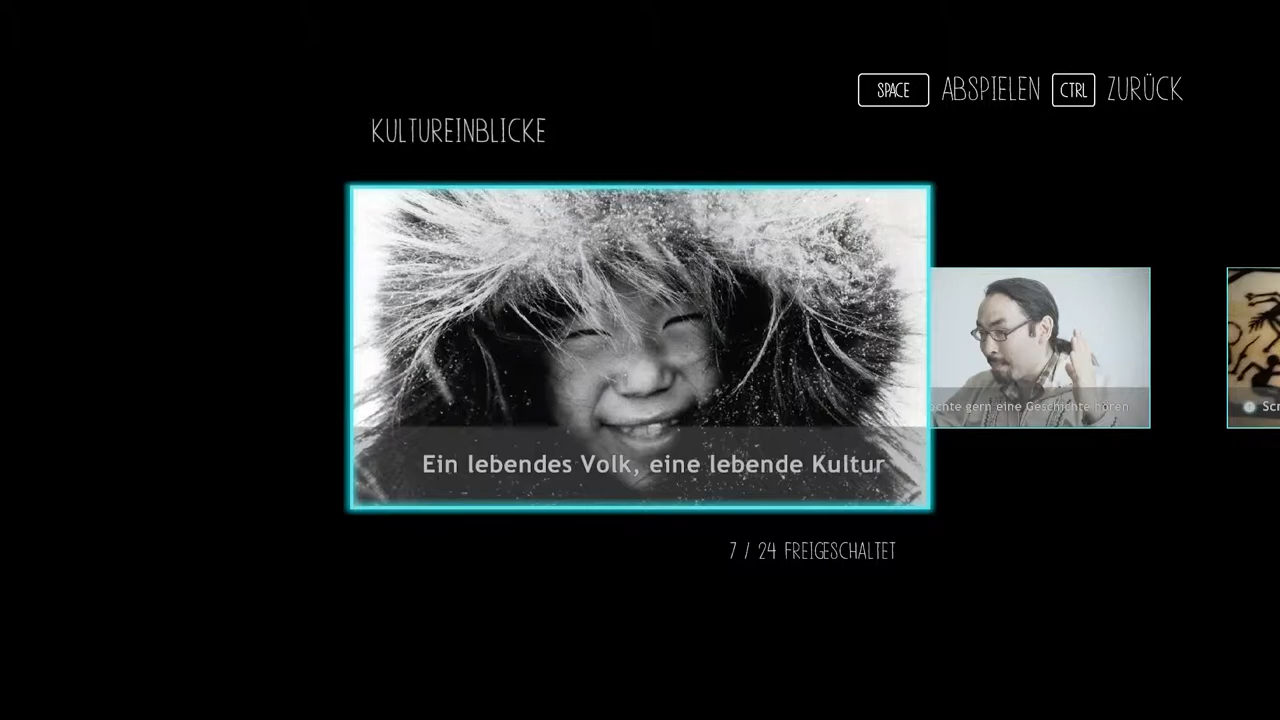 SPACE ABSPIELEN CTRL ZURÜCK
KULTUREINBLICKE
gern eine Geschichte hören
Ein lebendes Volk, eine lebende Kultur
7 / 24 FREIGESCHALTET